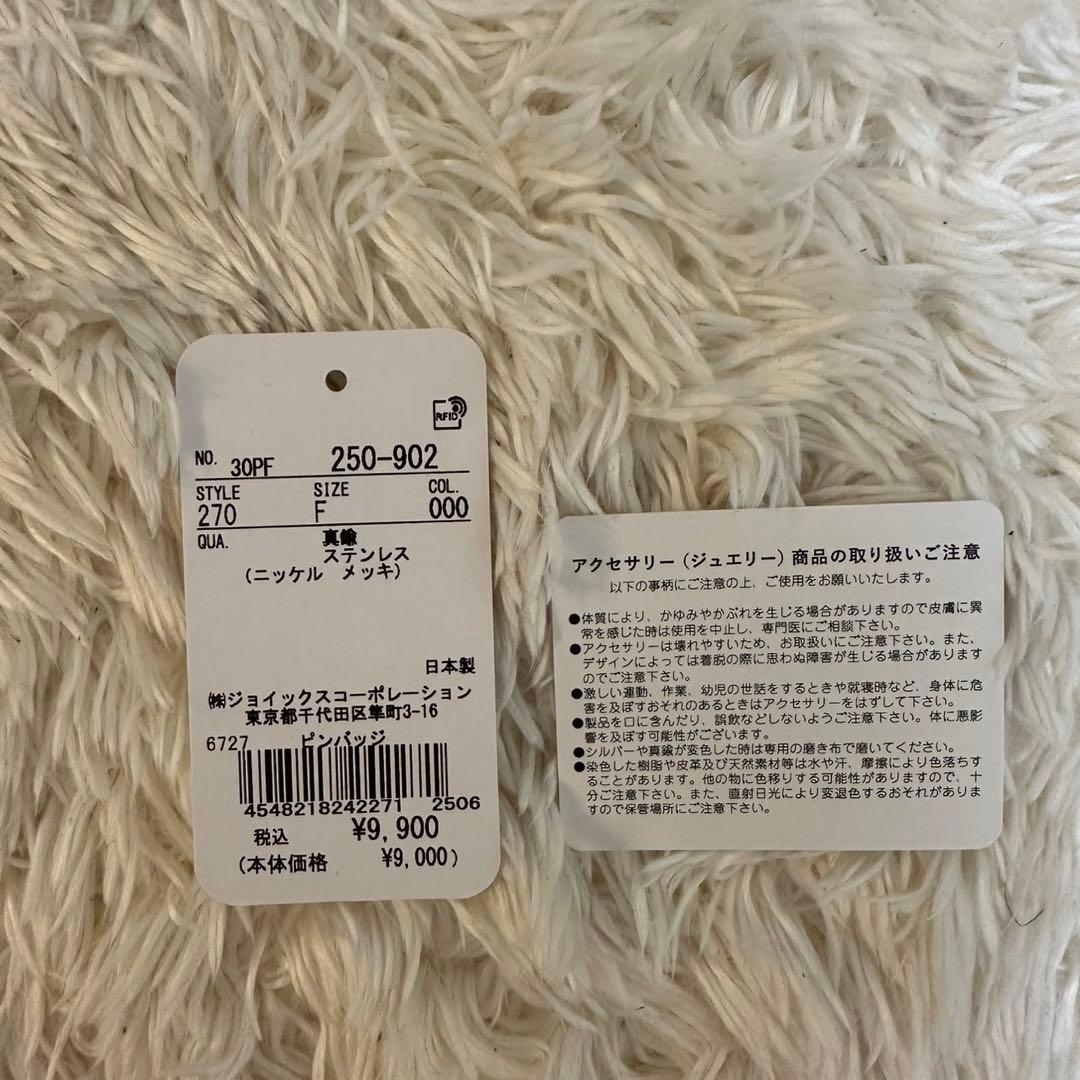 RFID
NO. 30PF 250-902
STYLE SIZE COL.
270 F 000
QUA. 真鍮
ステンレス
(ニッケル メッキ)
日本製
㈱ジョイックスコーポレーション
東京都千代田区隼町3-16
6727 ピンバッジ
4548218242271 2506
税込 ¥9,900
(本体価格 ¥9,000)
アクセサリー(ジュエリー)商品の取り扱いご注意
以下の事柄にご注意の上、ご使用をお願いいたします。
●体質により、かゆみやかぶれを生じる場合がありますので皮膚に異
常を感じた時は使用を中止し、専門医にご相談下さい。
●アクセサリーは壊れやすいため、お取扱いにご注意下さい。また、
デザインによっては着脱の際に思わぬ障害が生じる場合があります
のでご注意下さい。
●激しい運動、作業、幼児の世話をするときや就寝時など、身体に危
害を及ぼすおそれのあるときはアクセサリーをはずして下さい。
●製品を口に含んだり、誤飲などしないようご注意下さい。体に悪影
響を及ぼす可能性がございます。
●シルバーや真鍮が変色した時は専用の磨き布で磨いてください。
●染色した樹脂や皮革及び天然素材等は水や汗、摩擦により色落ちす
ることがあります。他の物に色移りする可能性がありますので、十
分ご注意下さい。また、直射日光により変退色するおそれがありま
すので保管場所にご注意下さい。